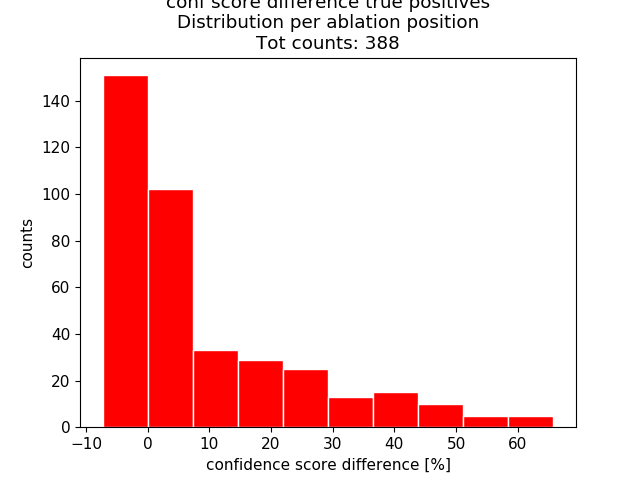 conf score difference true positives
Distribution per ablation position
Tot counts: 388
counts
140
120
100
80
60
40
20
0
−10 0 10 20 30 40 50 60
confidence score difference [%]